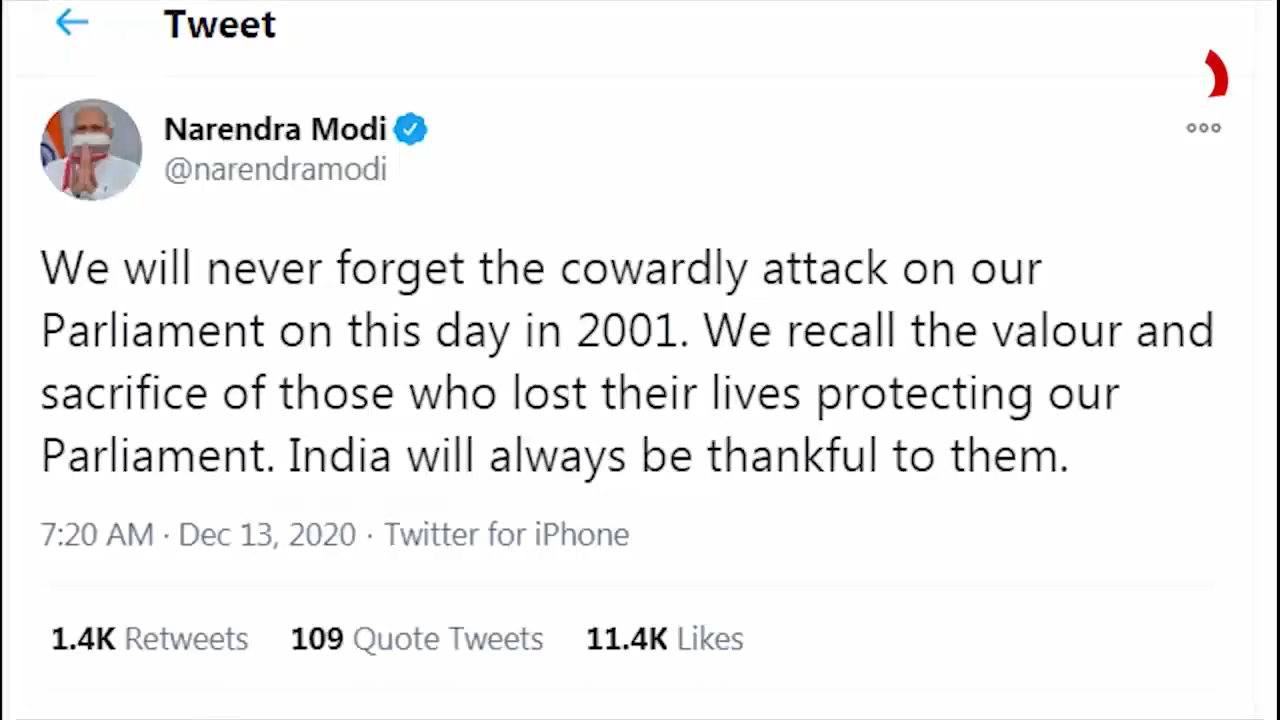 Tweet
Narendra Modi
@narendramodi
We will never forget the cowardly attack on our
Parliament on this day in 2001. We recall the valour and
sacrifice of those who lost their lives protecting our
Parliament. India will always be thankful to them.
7:20 AM · Dec 13, 2020 · Twitter for iPhone
1.4K Retweets 109 Quote Tweets 11.4K Likes